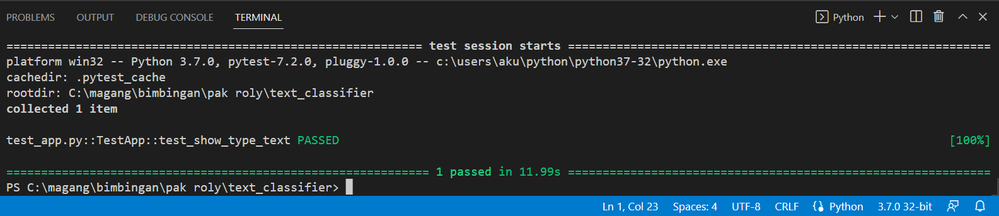 PROBLEMS OUTPUT DEBUG CONSOLE TERMINAL Python
============================================================ test session starts =============================================================
platform win32 -- Python 3.7.0, pytest-7.2.0, pluggy-1.0.0 -- c:\users\aku\python\python37-32\python.exe
cachedir: .pytest_cache
rootdir: C:\magang\bimbingan\pak roly\text_classifier
collected 1 item
test_app.py::TestApp::test_show_type_text PASSED [100%]
============================================================= 1 passed in 11.99s =============================================================
PS C:\magang\bimbingan\pak roly\text_classifier>
Ln 1, Col 23 Spaces: 4 UTF-8 CRLF Python 3.7.0 32-bit